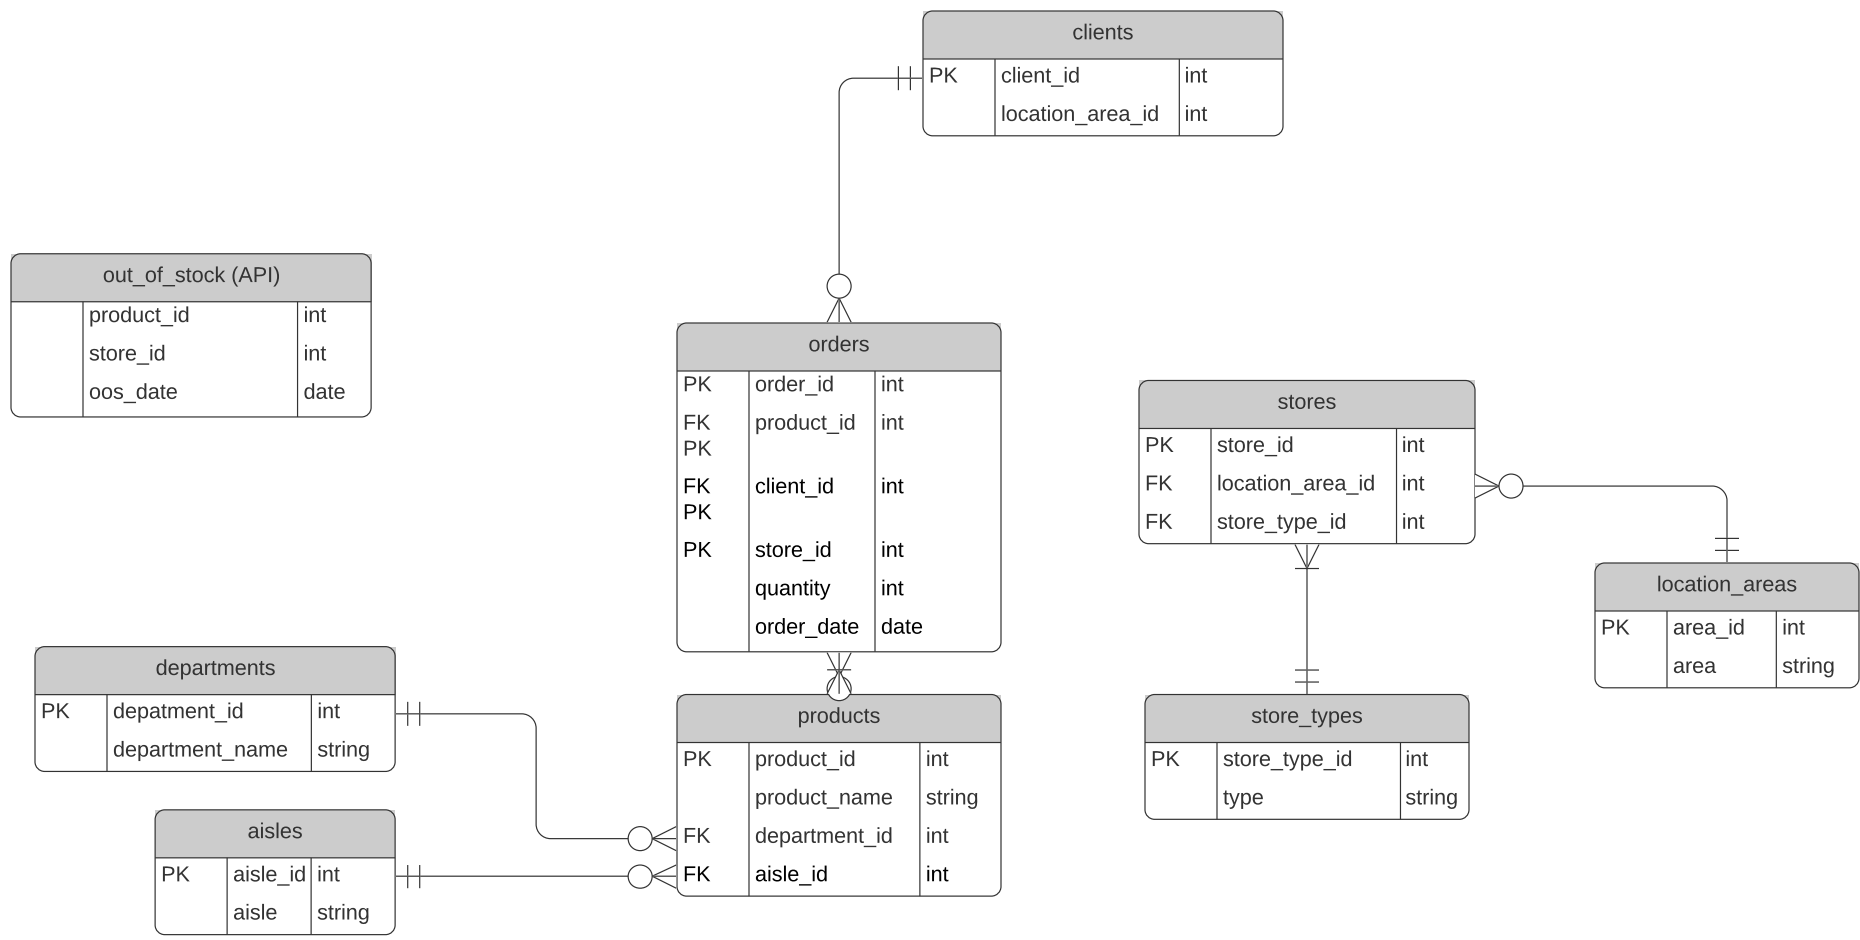 clients
PK client_id int
location_area_id int
out_of_stock (API)
product_id int
store_id int
oos_date date
orders
PK order_id int
FK product_id int
PK
FK client_id int
PK
PK store_id int
quantity int
order_date date
stores
PK store_id int
FK location_area_id int
FK store_type_id int
location_areas
PK area_id int
area string
departments
PK depatment_id int
department_name string
products
PK product_id int
product_name string
FK department_id int
FK aisle_id int
store_types
PK store_type_id int
type string
aisles
PK aisle_id int
aisle string